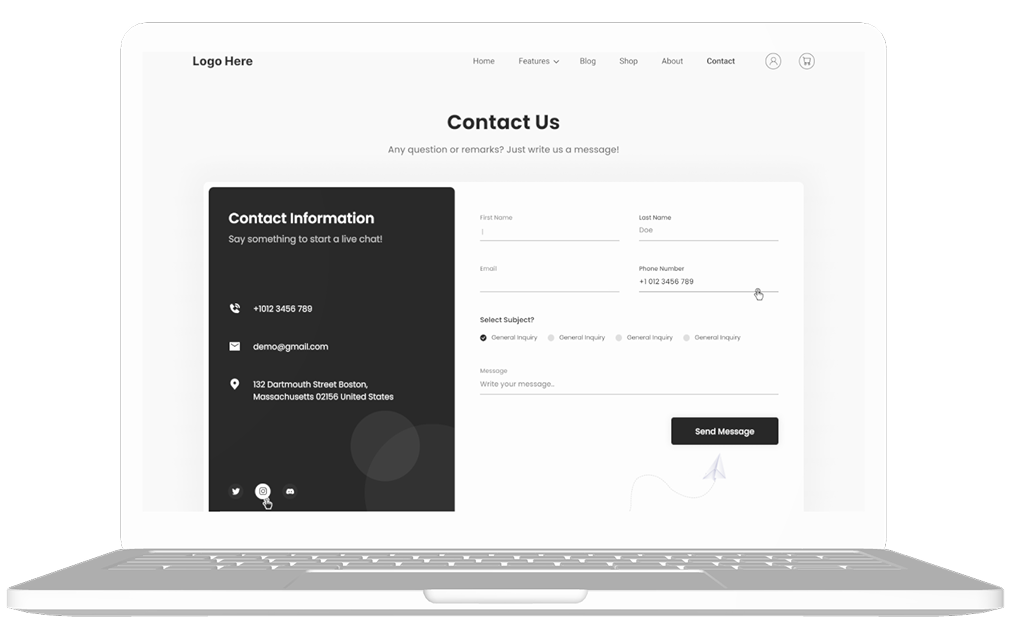 Logo Here
Home Features Blog Shop About Contact
Contact Us
Any question or remarks? Just write us a message!
Contact Information
Say something to start a live chat!
+1012 3456 789
demo@gmail.com
132 Dartmouth Street Boston,
Massachusetts 02156 United States
First Name Last Name
Doe
Email Phone Number
+1 012 3456 789
Select Subject?
General Inquiry General Inquiry General Inquiry General Inquiry
Message
Write your message..
Send Message